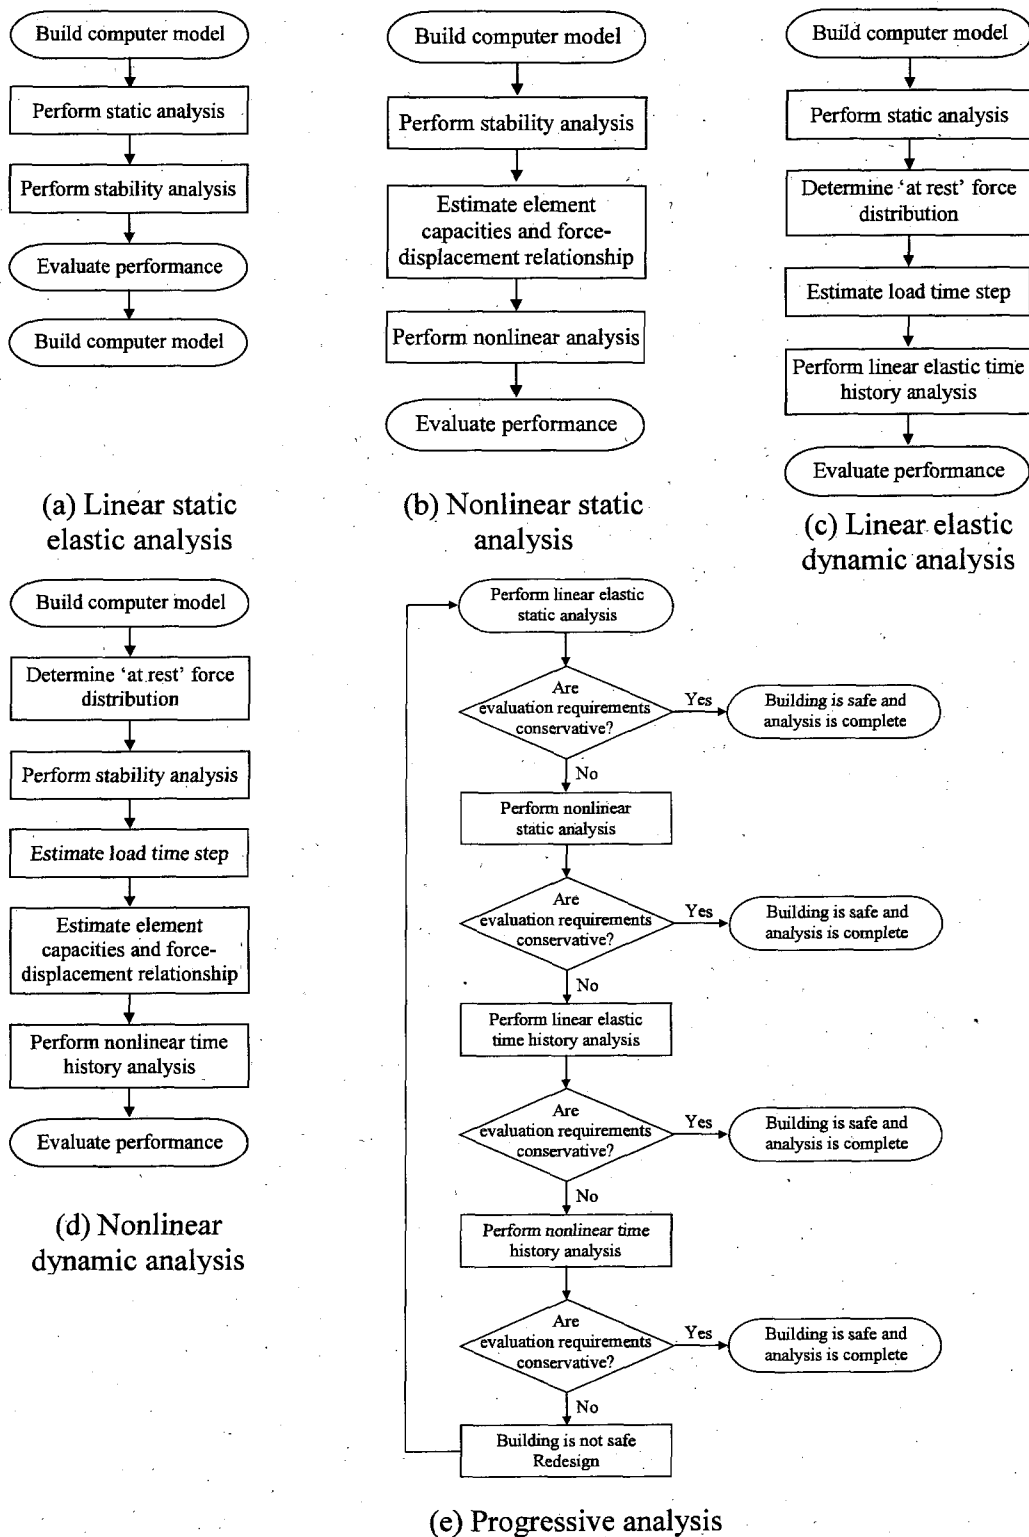 Build computer model
Perform static analysis
Perform stability analysis
Evaluate performance
Build computer model
(a) Linear static
elastic analysis
Build computer model
Perform stability analysis
Estimate element
capacities and force-
displacement relationship
Perform nonlinear analysis
Evaluate performance
(b) Nonlinear static
analysis
Build computer model
Perform static analysis
Determine ‘at rest’ force
distribution
Estimate load time step
Perform linear elastic time
history analysis
Evaluate performance
(c) Linear elastic
dynamic analysis
Build computer model
Determine ‘at rest’ force
distribution
Perform stability analysis
Estimate load time step
Estimate element
capacities and force-
displacement relationship
Perform nonlinear time
history analysis
Evaluate performance
(d) Nonlinear
dynamic analysis
Perform linear elastic
static analysis
Are
evaluation requirements
conservative?
Yes
Building is safe and
analysis is complete
No
Perform nonlinear
static analysis
Are
evaluation requirements
conservative?
Yes
Building is safe and
analysis is complete
No
Perform linear elastic
time history analysis
Are
evaluation requirements
conservative?
Yes
Building is safe and
analysis is complete
No
Perform nonlinear time
history analysis
Are
evaluation requirements
conservative?
Yes
Building is safe and
analysis is complete
No
Building is not safe
Redesign
(e) Progressive analysis